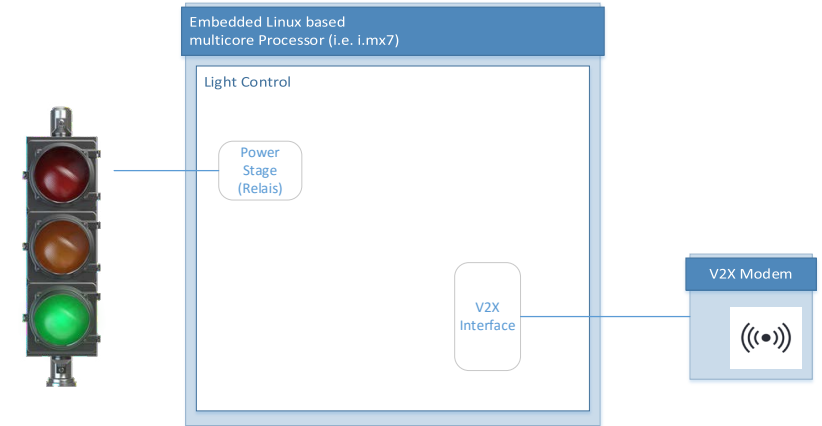 Embedded Linux based
multicore Processor (i.e. i.mx7)
Light Control
Power
Stage
(Relais)
V2X
Interface
V2X Modem